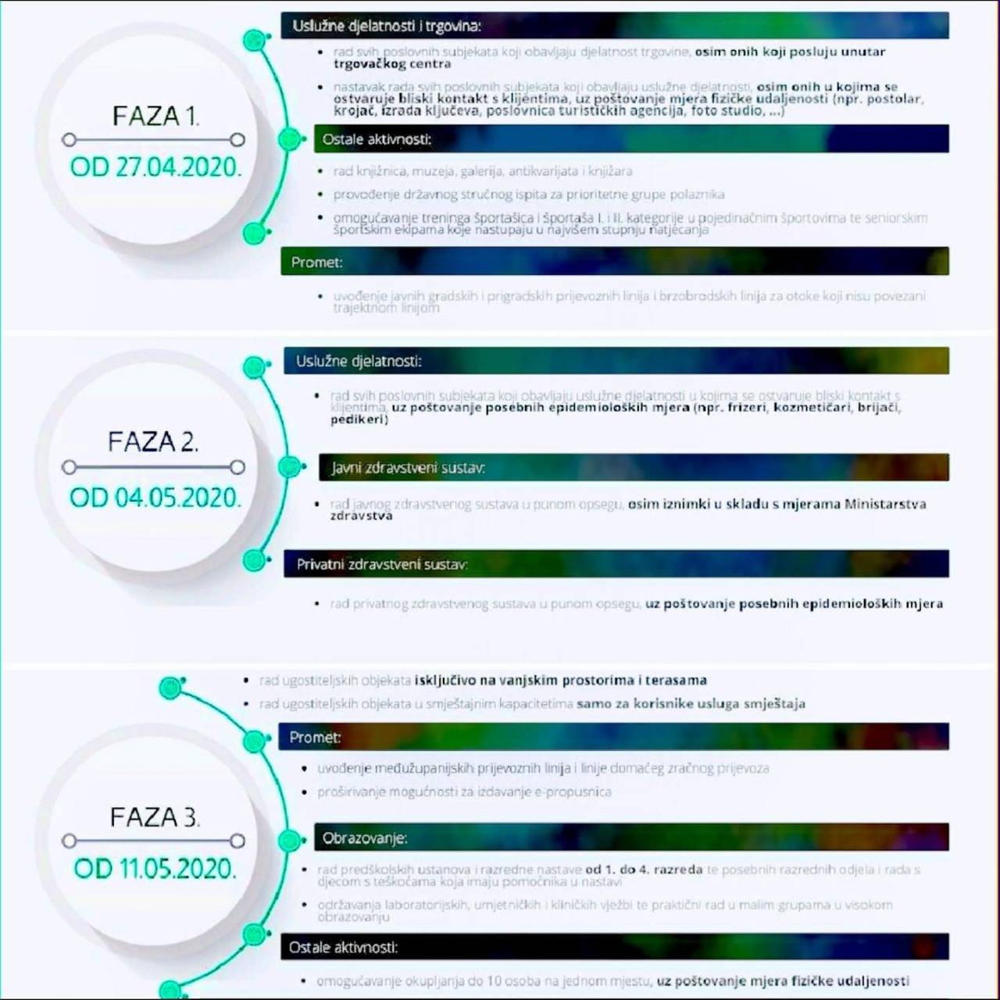 FAZA 1.
OD 27.04.2020.
Uslužne djelatnosti i trgovina:
• rad svih poslovnih subjekata koji obavljaju djelatnost trgovine, osim onih koji posluju unutar
trgovačkog centra
• nastavak rada svih poslovnih subjekata koji obavljaju uslužne djelatnosti, osim onih u kojima se
ostvaruje bliski kontakt s klijentima, uz poštovanje mjera fizičke udaljenosti (npr. postolar,
krojač, izrada ključeva, poslovnica turističkih agencija, foto studio, ...)
Ostale aktivnosti:
• rad knjižnica, muzeja, galerija, antikvarijata i knjižara
• provođenje državnog stručnog ispita za prioritetne grupe polaznika
• omogućavanje treninga športašica i športaša I. i II. kategorije u pojedinačnim športovima te seniorskim
športskim ekipama koje nastupaju u najvišem stupnju natjecanja
Promet:
• uvođenje javnih gradskih i prigradskih prijevoznih linija i brzobrodskih linija za otoke koji nisu povezani
trajektnom linijom
FAZA 2.
OD 04.05.2020.
Uslužne djelatnosti:
• rad svih poslovnih subjekata koji obavljaju uslužne djelatnosti u kojima se ostvaruje bliski kontakt s
klijentima, uz poštovanje posebnih epidemioloških mjera (npr. frizeri, kozmetičari, brijači,
pedikeri)
Javni zdravstveni sustav:
• rad javnog zdravstvenog sustava u punom opsegu, osim iznimki u skladu s mjerama Ministarstva
zdravstva
Privatni zdravstveni sustav:
• rad privatnog zdravstvenog sustava u punom opsegu, uz poštovanje posebnih epidemioloških mjera
FAZA 3.
OD 11.05.2020.
• rad ugostiteljskih objekata isključivo na vanjskim prostorima i terasama
• rad ugostiteljskih objekata u smještajnim kapacitetima samo za korisnike usluga smještaja
Promet:
• uvođenje međužupanijskih prijevoznih linija i linije domaćeg zračnog prijevoza
• proširivanje mogućnosti za izdavanje e-propusnica
Obrazovanje:
• rad predškolskih ustanova i razredne nastave od 1. do 4. razreda te posebnih razrednih odjela i rada s
djecom s teškoćama koja imaju pomoćnika u nastavi
• održavanja laboratorijskih, umjetničkih i kliničkih vježbi te praktični rad u malim grupama u visokom
obrazovanju
Ostale aktivnosti:
• omogućavanje okupljanja do 10 osoba na jednom mjestu, uz poštovanje mjera fizičke udaljenosti